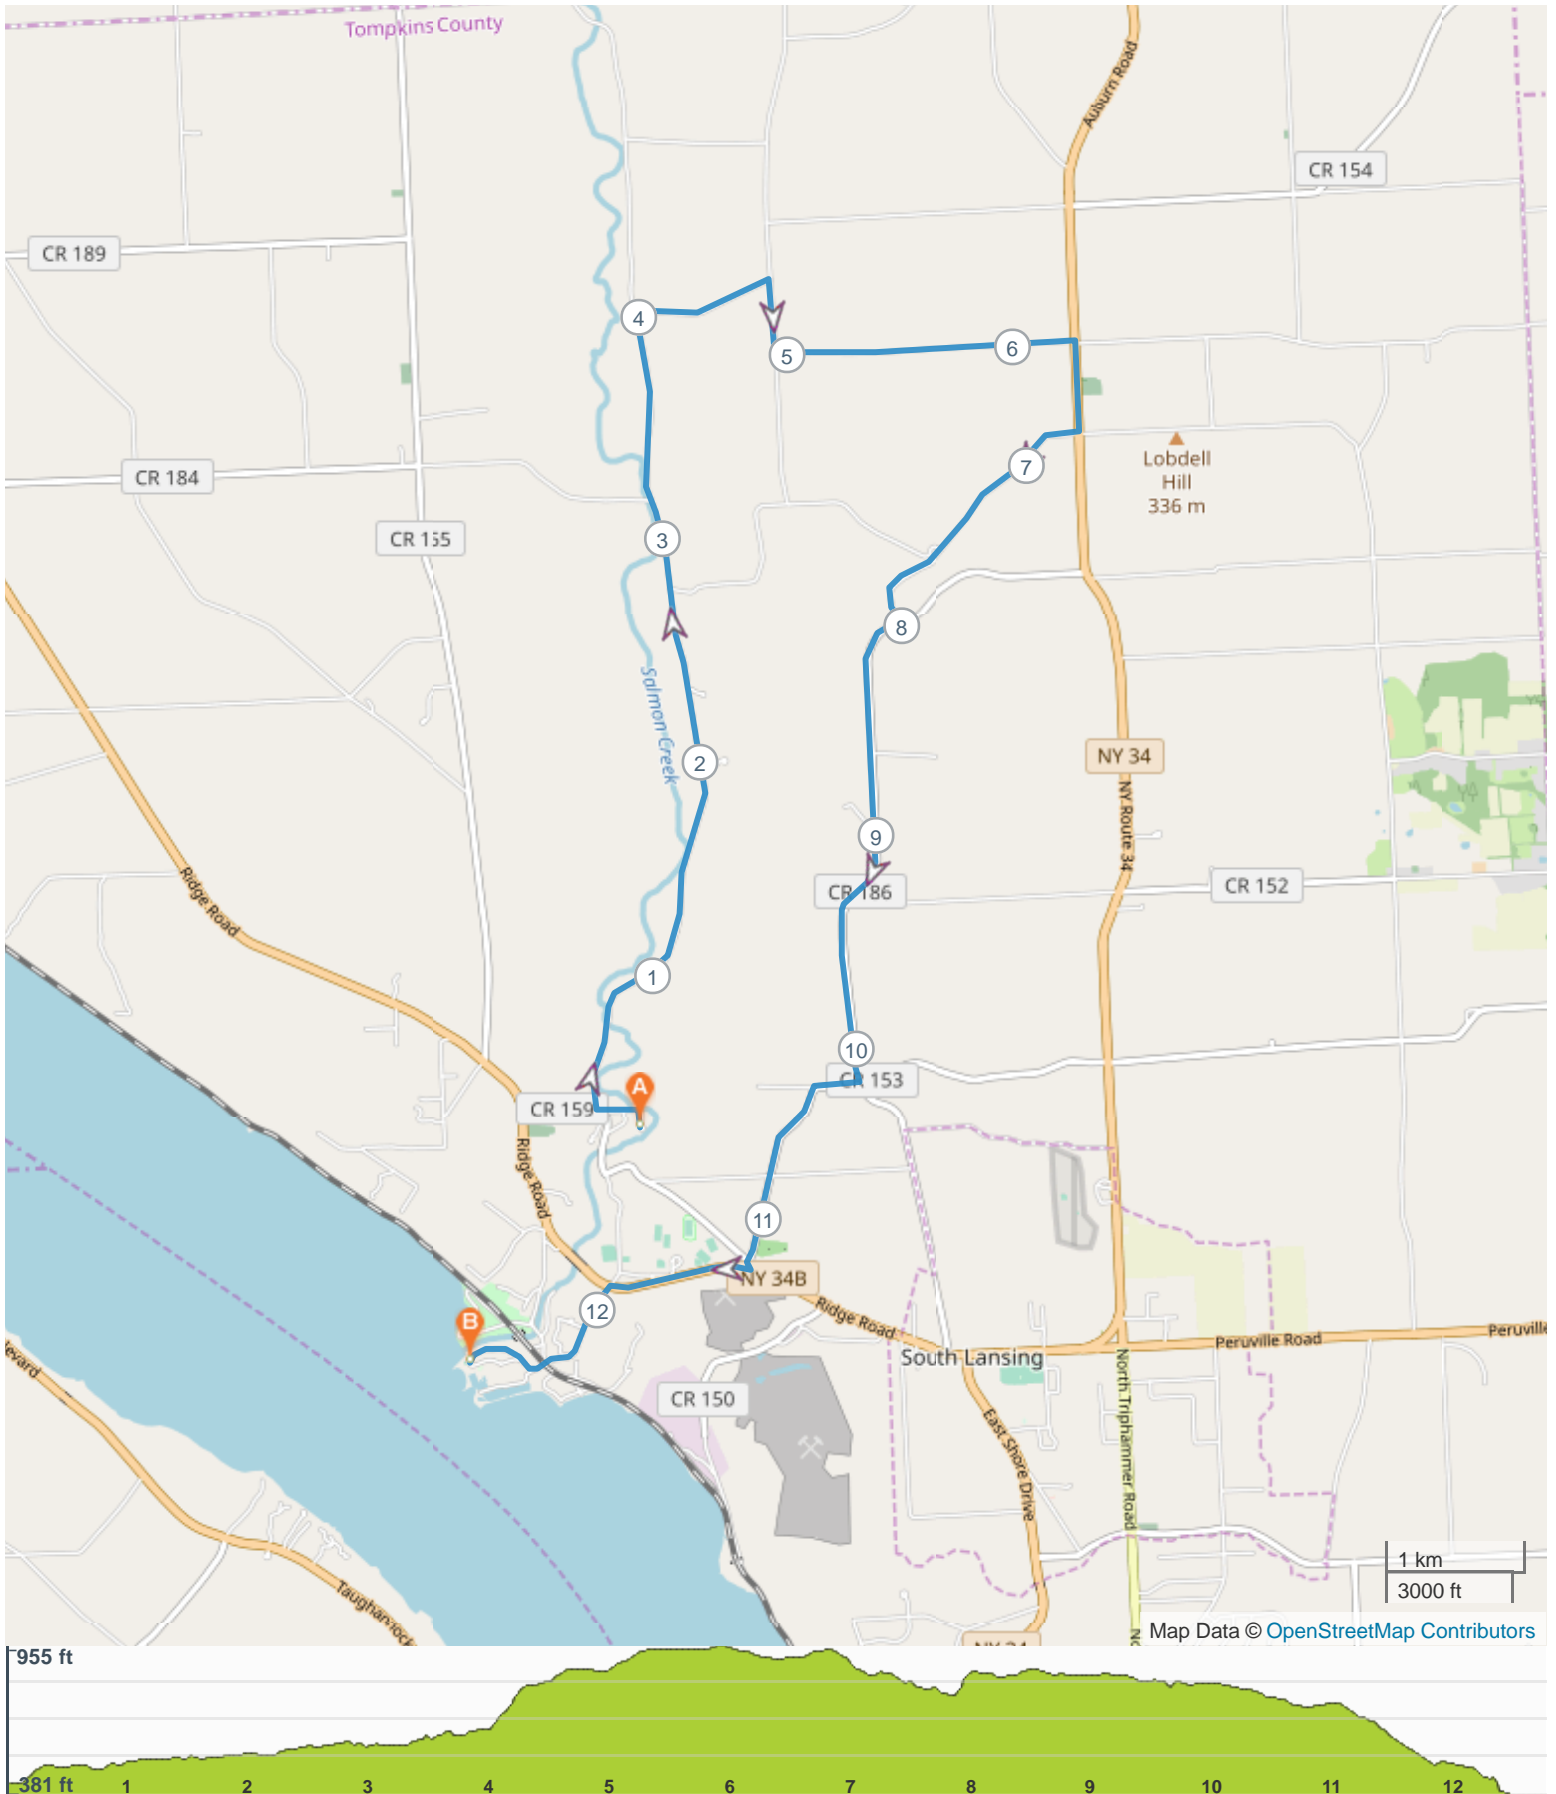 Tompkins County
Auburn Road
CR 154
CR 189
4
5
6
Lobdell
Hill
336 m
7
CR 184
CR 155
3
8
Salmon Creek
2
NY 34
NY Route 34
9
CR 186
CR 152
Ridge Road
1
10
CR 153
A
CR 159
Ridge Road
11
NY 34B
12
Ridge Road
B
South Lansing
Peruville Road
Peruville
CR 150
North Triphammer Road
East Shore Drive
1 km
3000 ft
Map Data © OpenStreetMap Contributors
955 ft
381 ft
1 2 3 4 5 6 7 8 9 10 11 12